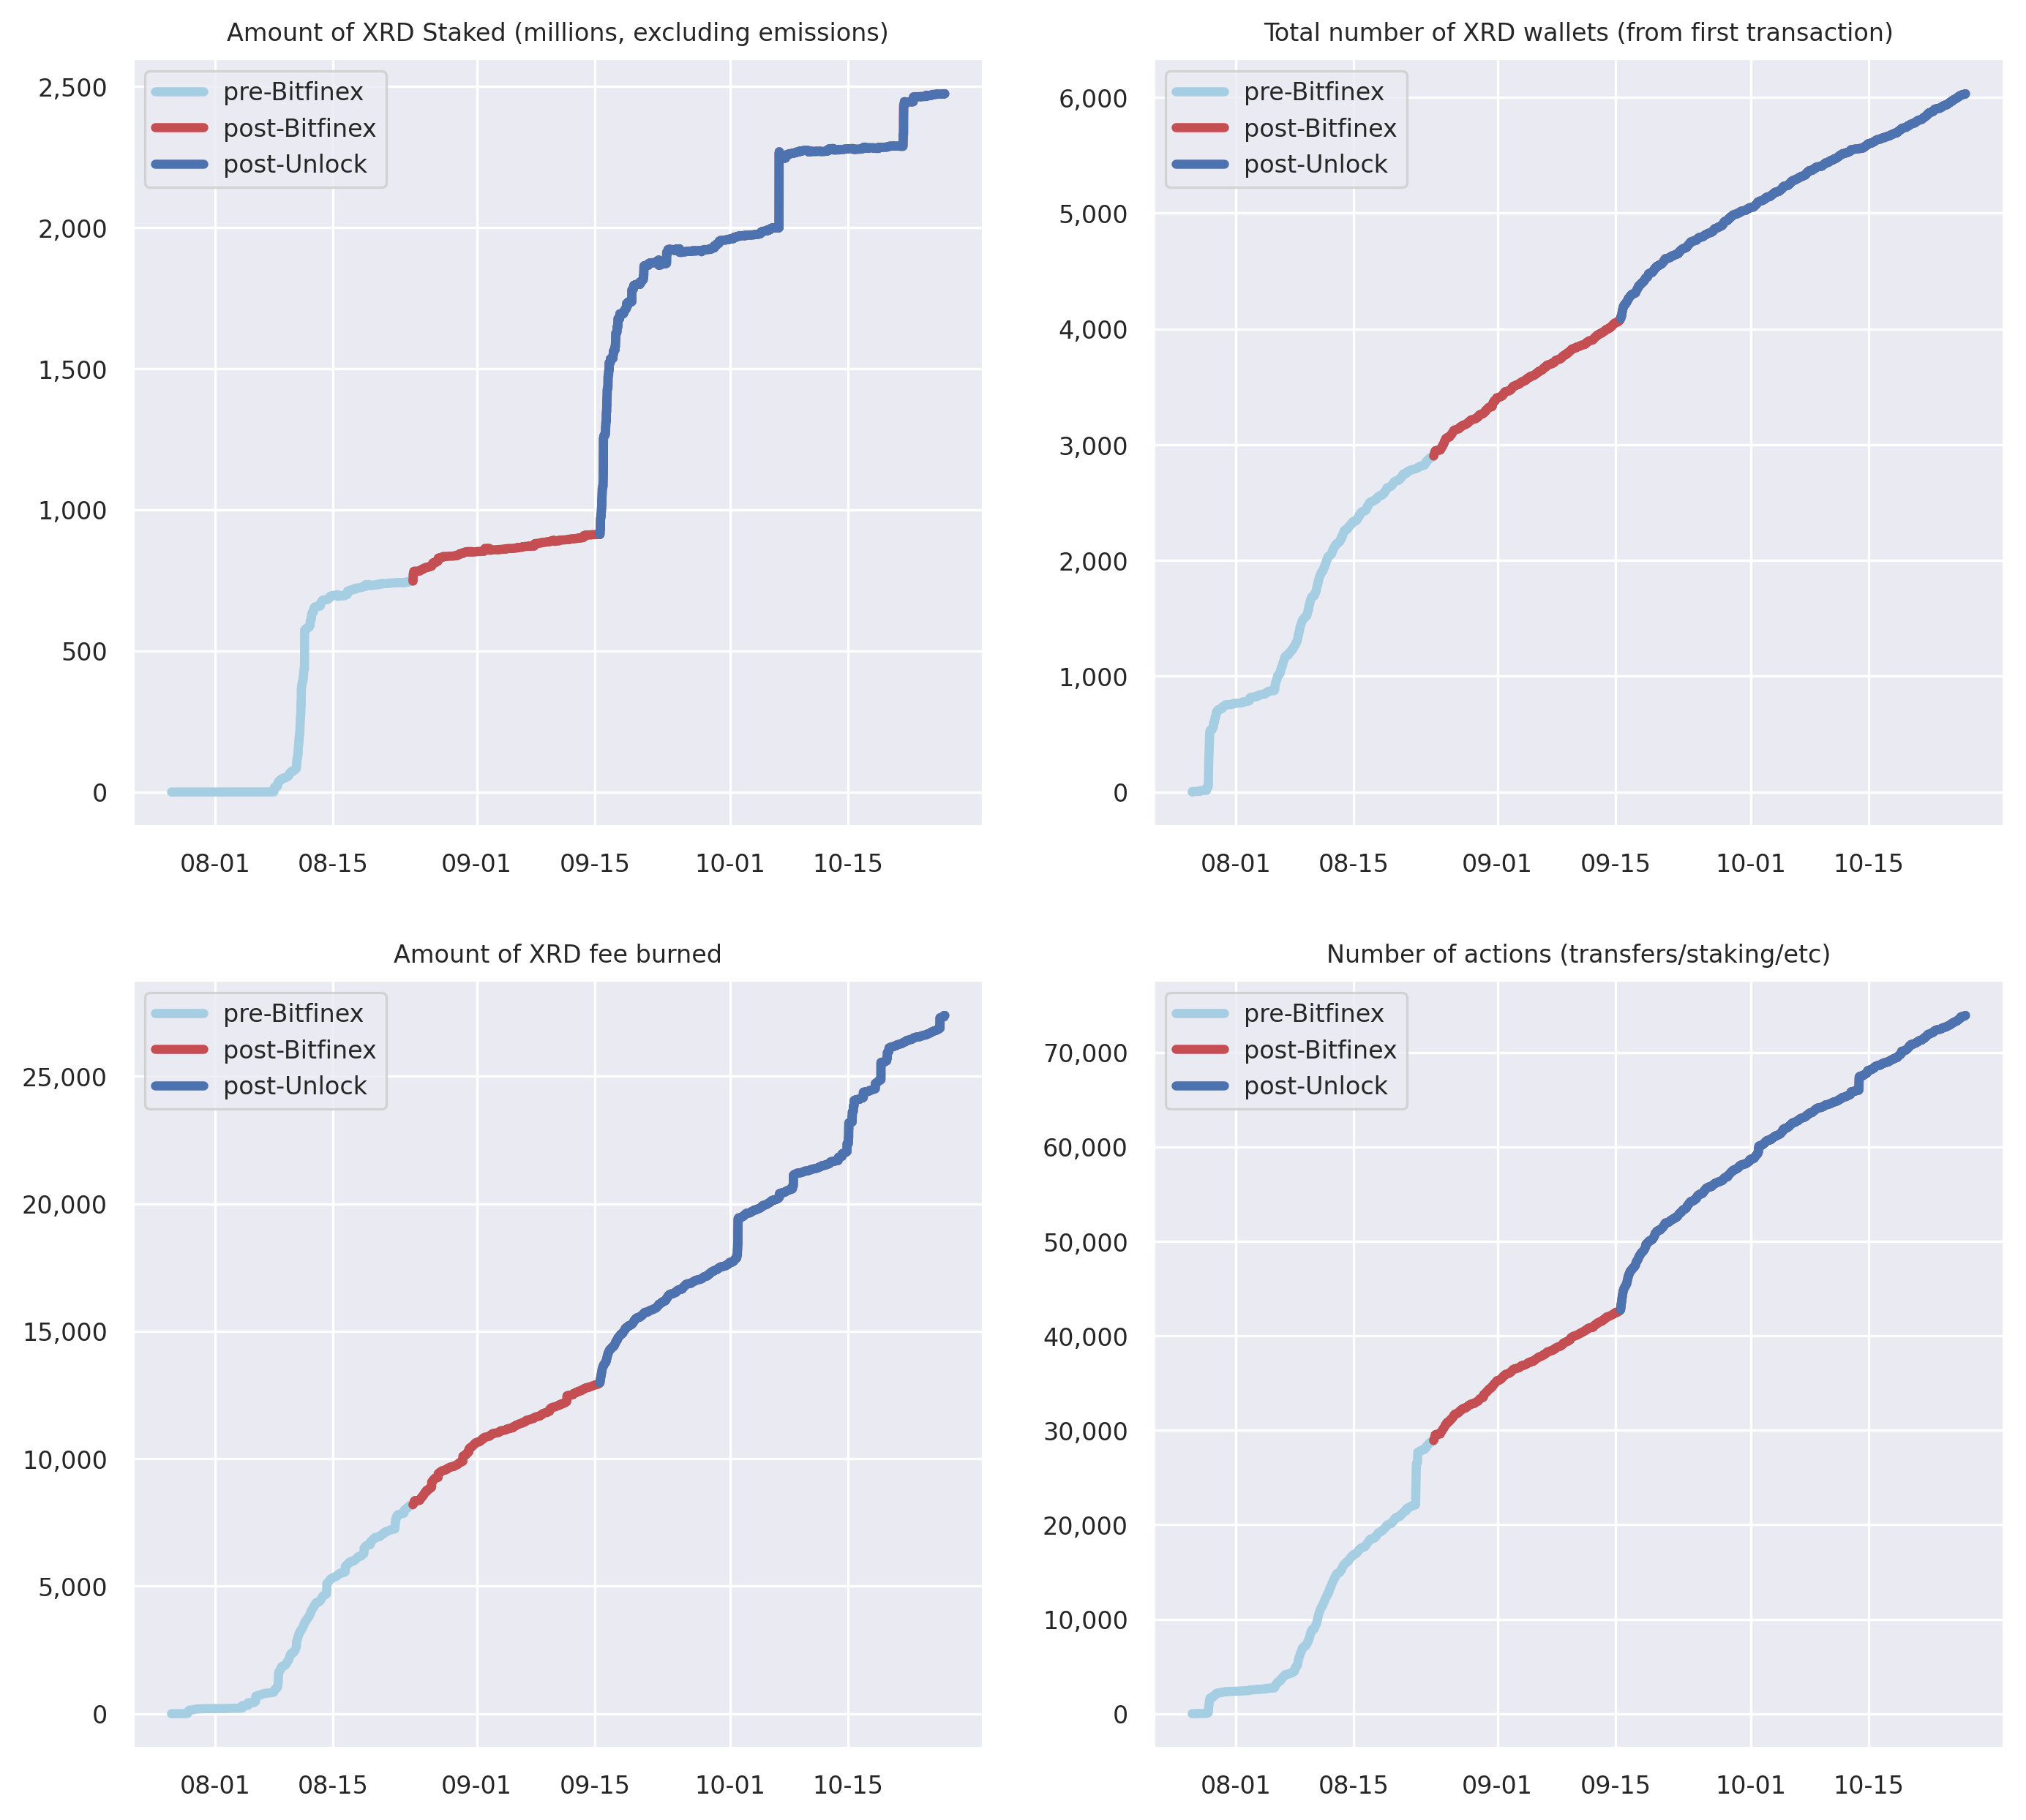 Amount of XRD Staked (millions, excluding emissions)
pre-Bitfinex
post-Bitfinex
post-Unlock
2,500
2,000
1,500
1,000
500
0
08-01 08-15 09-01 09-15 10-01 10-15
Total number of XRD wallets (from first transaction)
pre-Bitfinex
post-Bitfinex
post-Unlock
6,000
5,000
4,000
3,000
2,000
1,000
0
08-01 08-15 09-01 09-15 10-01 10-15
Amount of XRD fee burned
pre-Bitfinex
post-Bitfinex
post-Unlock
25,000
20,000
15,000
10,000
5,000
0
08-01 08-15 09-01 09-15 10-01 10-15
Number of actions (transfers/staking/etc)
pre-Bitfinex
post-Bitfinex
post-Unlock
70,000
60,000
50,000
40,000
30,000
20,000
10,000
0
08-01 08-15 09-01 09-15 10-01 10-15